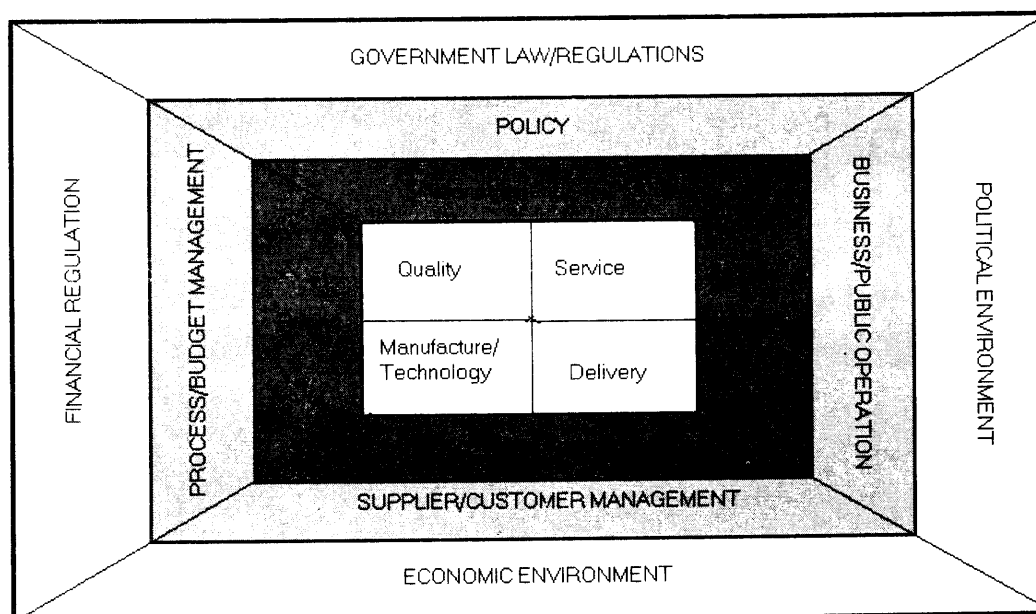 GOVERNMENT LAW/REGULATIONS
POLICY
FINANCIAL REGULATION
PROCESS/BUDGET MANAGEMENT
Quality
Service
Manufacture/
Technology
Delivery
BUSINESS/PUBLIC OPERATION
POLITICAL ENVIRONMENT
SUPPLIER/CUSTOMER MANAGEMENT
ECONOMIC ENVIRONMENT